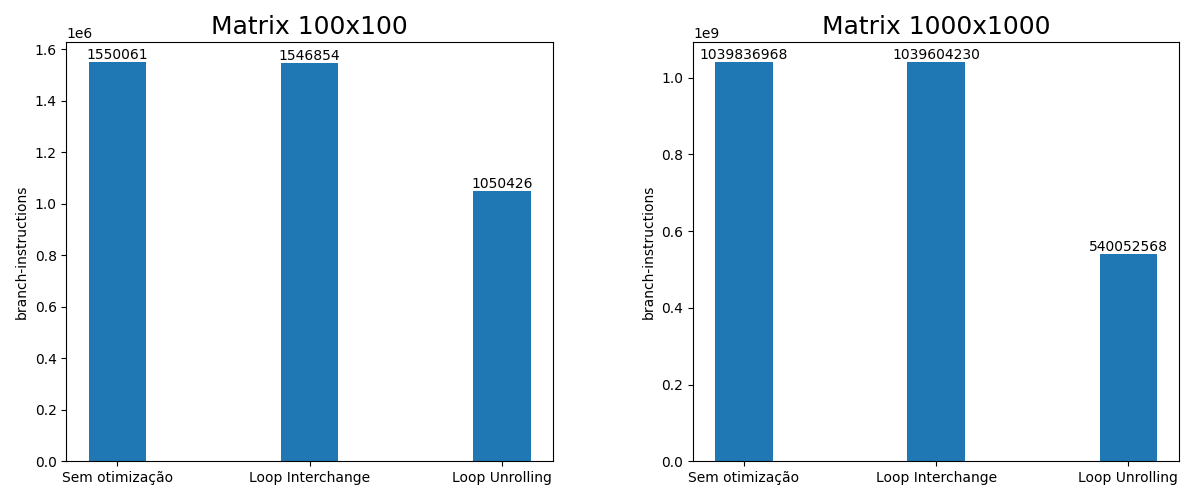 Matrix 100x100
1e6
1.6
1.4
1.2
1.0
0.8
0.6
0.4
0.2
0.0
branch-instructions
1550061
1546854
1050426
Sem otimização
Loop Interchange
Loop Unrolling
Matrix 1000x1000
1e9
1.0
0.8
0.6
0.4
0.2
0.0
branch-instructions
1039836968
1039604230
540052568
Sem otimização
Loop Interchange
Loop Unrolling